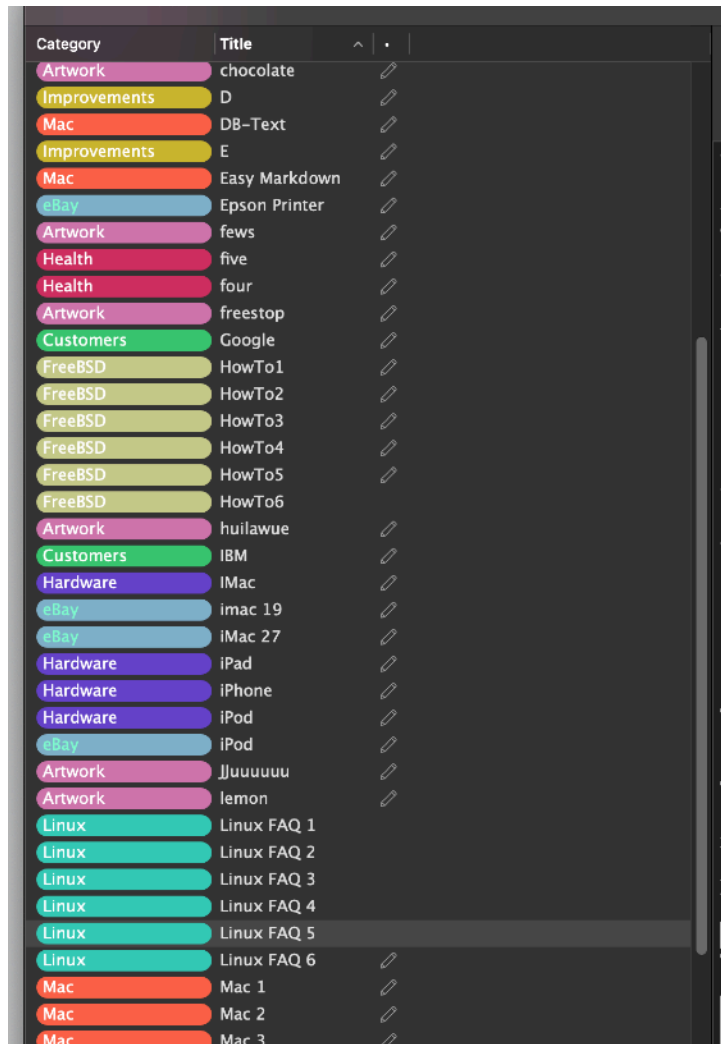 Category Title
Artwork chocolate
Improvements D
Mac DB-Text
Improvements E
Mac Easy Markdown
eBay Epson Printer
Artwork fews
Health five
Health four
Artwork freestop
Customers Google
FreeBSD HowTo1
FreeBSD HowTo2
FreeBSD HowTo3
FreeBSD HowTo4
FreeBSD HowTo5
FreeBSD HowTo6
Artwork huilawue
Customers IBM
Hardware IMac
eBay imac 19
eBay iMac 27
Hardware iPad
Hardware iPhone
Hardware iPod
eBay iPod
Artwork JJuuuuuu
Artwork lemon
Linux Linux FAQ 1
Linux Linux FAQ 2
Linux Linux FAQ 3
Linux Linux FAQ 4
Linux Linux FAQ 5
Linux Linux FAQ 6
Mac Mac 1
Mac Mac 2
Mac Mac 3